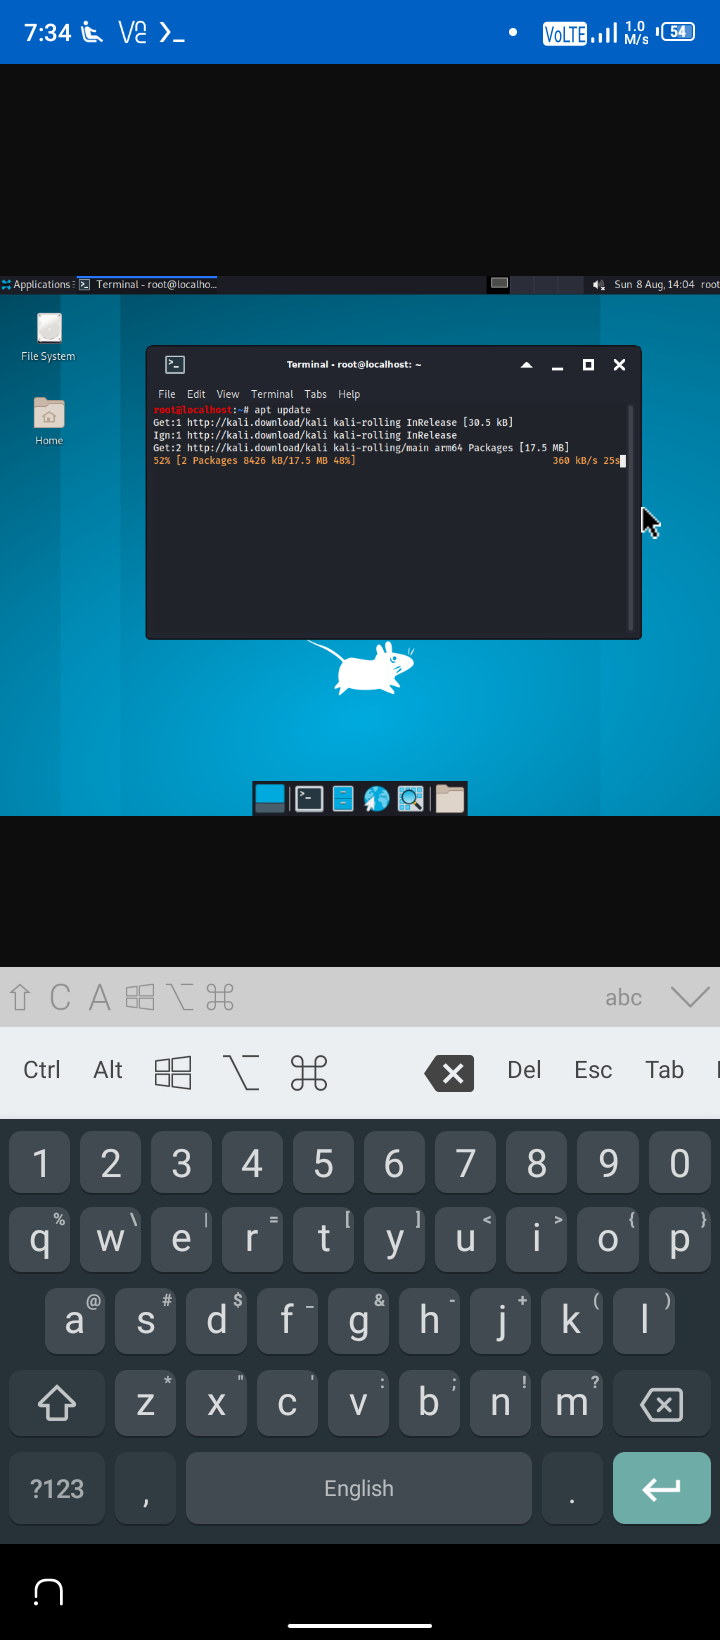 7:34
VoLTE 1.0 M/s 54
Applications Terminal - root@localho... Sun 8 Aug, 14:04 root
File System
Home
Terminal - root@localhost: ~
File Edit View Terminal Tabs Help
root@localhost:~# apt update
Get:1 http://kali.download/kali kali-rolling InRelease [30.5 kB]
Ign:1 http://kali.download/kali kali-rolling InRelease
Get:2 http://kali.download/kali kali-rolling/main arm64 Packages [17.5 MB]
52% [2 Packages 8426 kB/17.5 MB 48%] 360 kB/s 25s
C A abc
Ctrl Alt Del Esc Tab
1 2 3 4 5 6 7 8 9 0
% \ | = [ ] < > { }
q w e r t y u i o p
@ # $ _ & - + ( )
a s d f g h j k l
* " ' : ; ! ?
z x c v b n m
?123 , English .